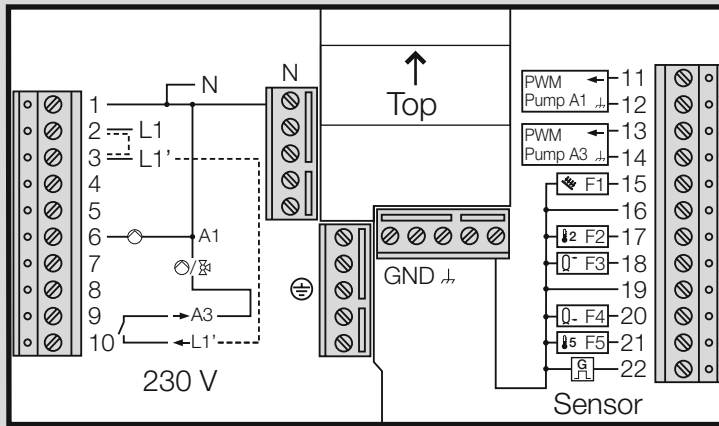 N
N
1
2
L1
3
L1'
4
5
6
A1
7
8
9
A3
10
L1'
230 V
Top
GND
PWM
Pump A1
11
12
PWM
Pump A3
13
14
F1
15
16
2 F2
17
F3
18
19
F4
20
5 F5
21
G
22
Sensor